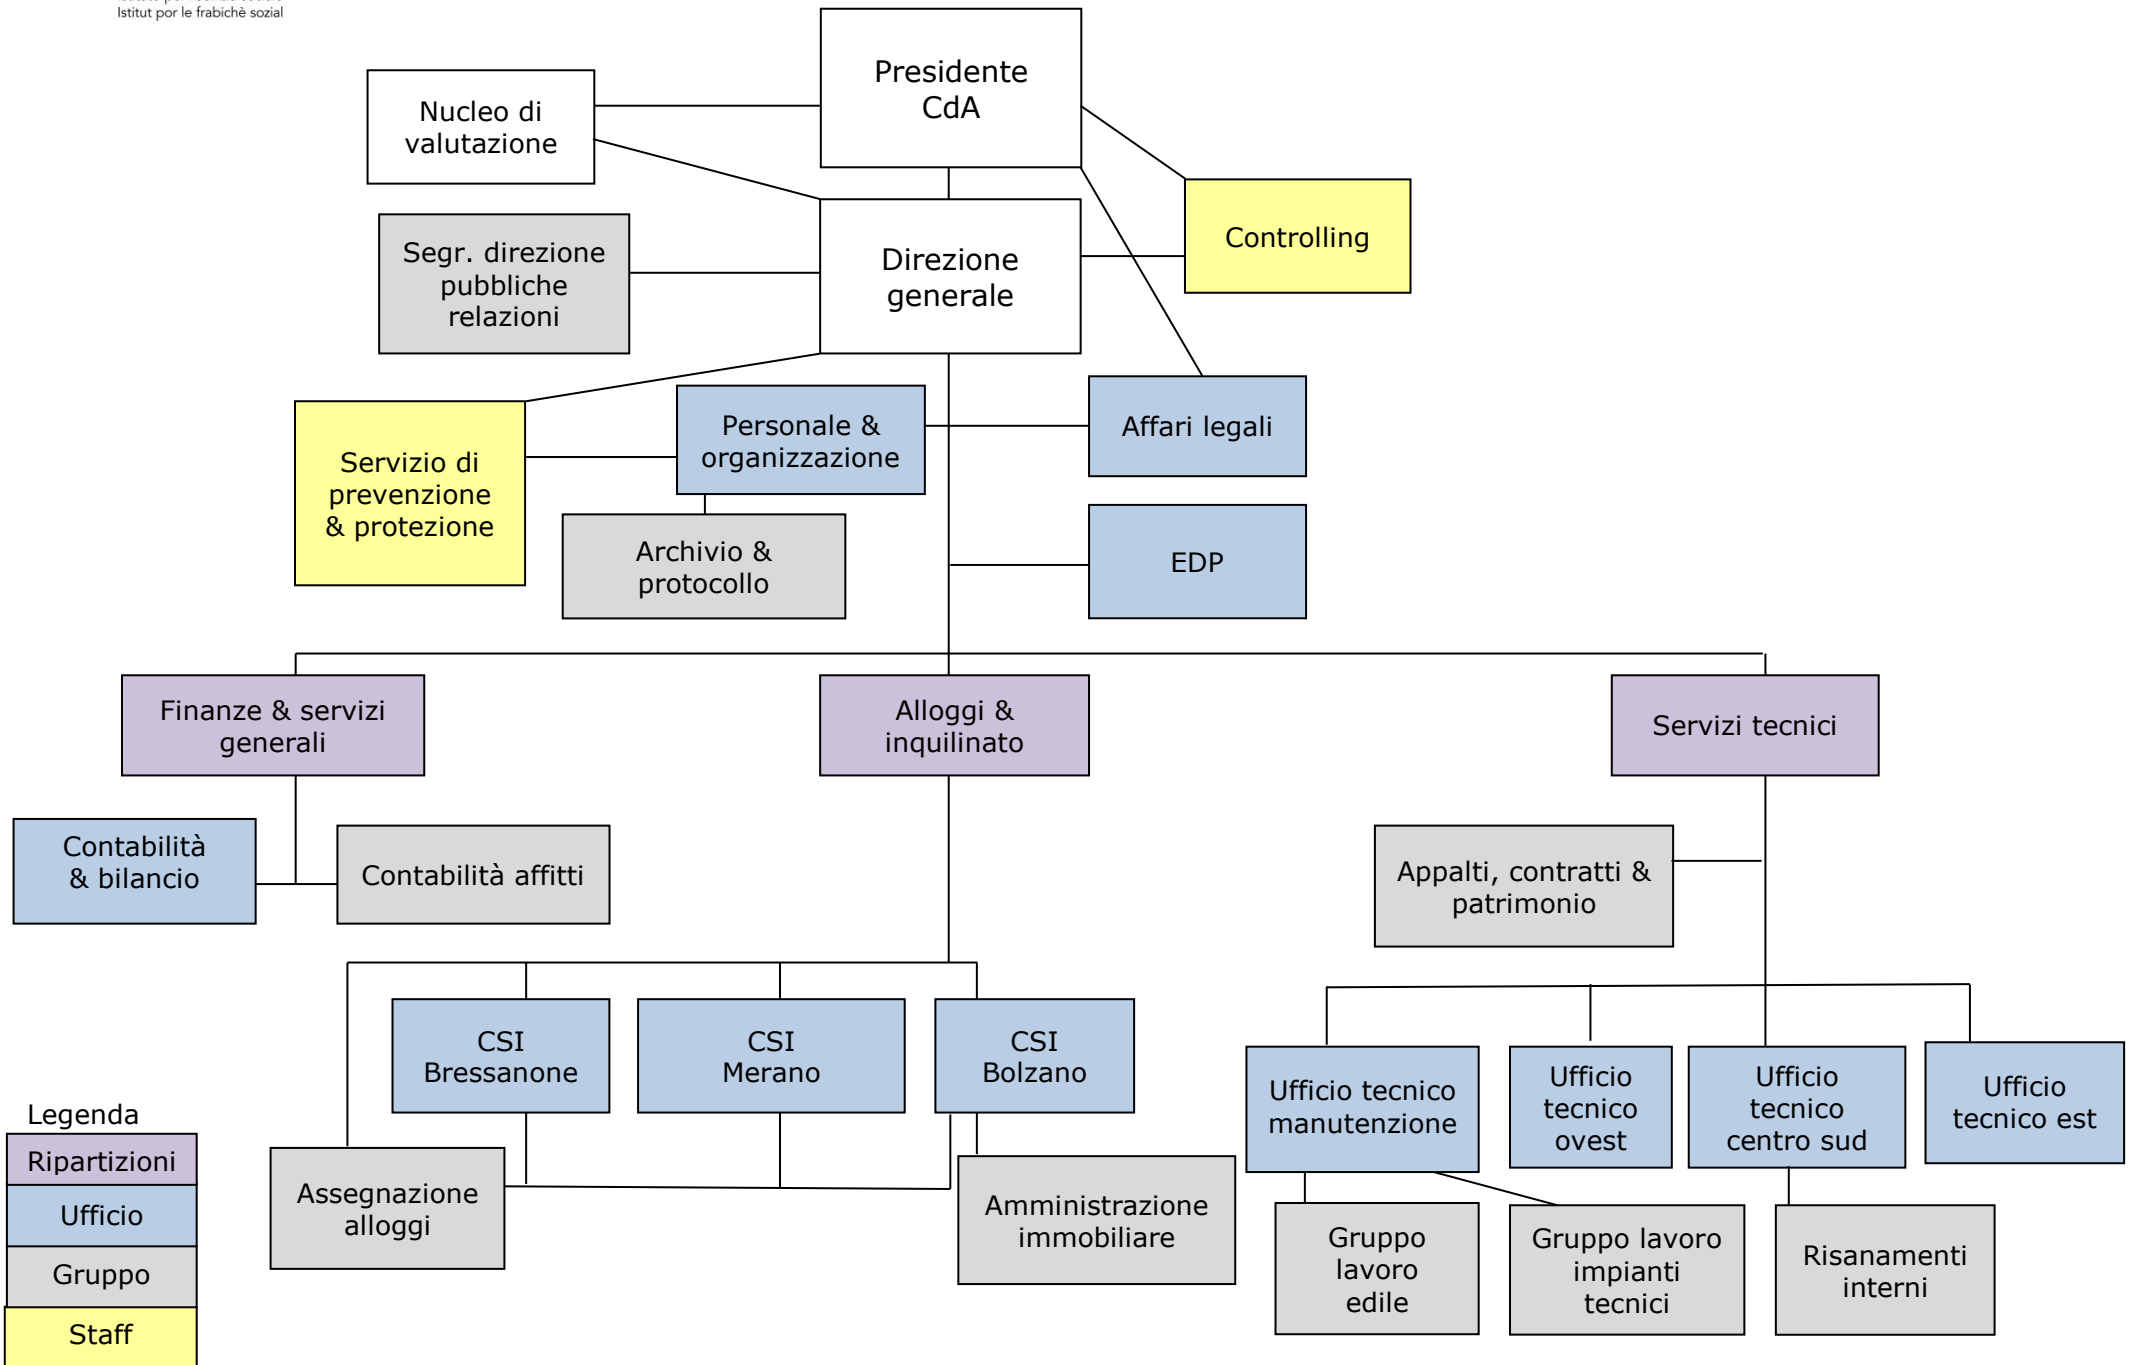 Istitut por le frabichè sozial
Presidente
CdA
Nucleo di
valutazione
Controlling
Segr. direzione
pubbliche
relazioni
Direzione
generale
Personale &
organizzazione
Affari legali
Servizio di
prevenzione
& protezione
Archivio &
protocollo
EDP
Finanze & servizi
generali
Alloggi &
inquilinato
Servizi tecnici
Contabilità
& bilancio
Contabilità affitti
Appalti, contratti &
patrimonio
CSI
Bressanone
CSI
Merano
CSI
Bolzano
Ufficio tecnico
manutenzione
Ufficio
tecnico
ovest
Ufficio
tecnico
centro sud
Ufficio
tecnico est
Assegnazione
alloggi
Amministrazione
immobiliare
Gruppo
lavoro
edile
Gruppo lavoro
impianti
tecnici
Risanamenti
interni
Legenda
Ripartizioni
Ufficio
Gruppo
Staff